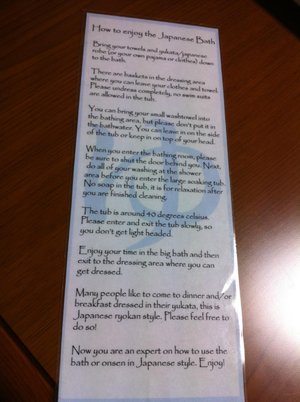 How to enjoy the Japanese Bath
Bring your towels and yukata/japanese
robe (or your own pajama or clothes) down
to the bath.
There are baskets in the dressing area
where you can leave your clothes and towel.
Please undress completely, no swim suits
are allowed in the tub.
You can bring your small washtowel into
the bathing area, but please don't put it in
the bathwater. You can leave in on the side
of the tub or keep in on top of your head.
When you enter the bathing room, please
be sure to shut the door behind you. Next,
do all of your washing at the shower
area before you enter the large soaking tub.
No soap in the tub, it is for relaxation after
you are finished cleaning.
The tub is around 40 degrees celsius.
Please enter and exit the tub slowly, so
you don't get light headed.
Enjoy your time in the big bath and then
exit to the dressing area where you can
get dressed.
Many people like to come to dinner and/or
breakfast dressed in their yukata, this is
Japanese ryokan style. Please feel free to
do so!
Now you are an expert on how to use the
bath or onsen in Japanese style. Enjoy!